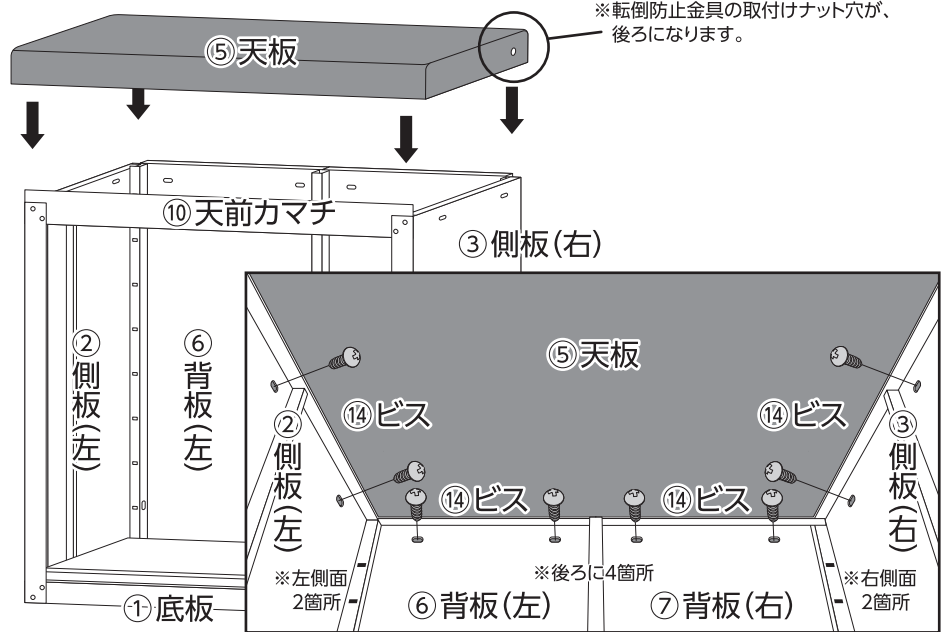 ※転倒防止金具の取付けナット穴が、
後ろになります。
⑤天板
⑩天前カマチ
③側板(右)
②側板(左)
⑥背板(左)
①底板
⑤天板
⑭ビス
⑭ビス
②側板(左)
③側板(右)
⑭ビス
⑭ビス
※左側面
2箇所
※後ろに4箇所
※右側面
2箇所
⑥背板(左)
⑦背板(右)